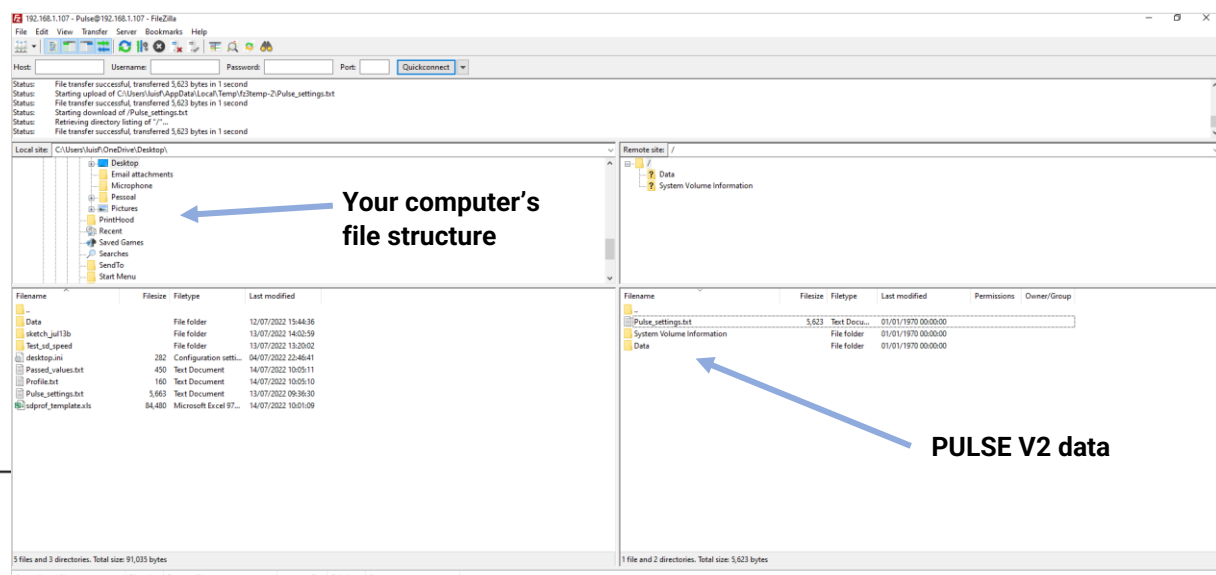 192.168.1.107 - Pulse@192.168.1.107 - FileZilla
File Edit View Transfer Server Bookmarks Help
Host: Username: Password: Port: Quickconnect
Status: File transfer successful, transferred 5,623 bytes in 1 second
Status: Starting upload of C:\Users\luisf\AppData\Local\Temp\fz3temp-2\Pulse_settings.txt
Status: File transfer successful, transferred 5,623 bytes in 1 second
Status: Starting download of /Pulse_settings.txt
Status: Retrieving directory listing of "/"...
Status: File transfer successful, transferred 5,623 bytes in 1 second
Local site: C:\Users\luisf\OneDrive\Desktop\
Desktop
Email attachments
Microphone
Pessoal
Pictures
PrintHood
Recent
Saved Games
Searches
SendTo
Start Menu
Your computer's
file structure
Remote site: /
/
Data
System Volume Information
Filename Filesize Filetype Last modified
..
Data File folder 12/07/2022 15:44:36
sketch_jul13b File folder 13/07/2022 14:02:59
Test_sd_speed File folder 13/07/2022 13:20:02
desktop.ini 282 Configuration setti... 04/07/2022 22:46:41
Passed_values.txt 450 Text Document 14/07/2022 10:05:11
Profile.txt 160 Text Document 14/07/2022 10:05:10
Pulse_settings.txt 5,663 Text Document 13/07/2022 09:36:30
sdprof_template.xls 84,480 Microsoft Excel 97... 14/07/2022 10:01:09
5 files and 3 directories. Total size: 91,035 bytes
Filename Filesize Filetype Last modified Permissions Owner/Group
..
Pulse_settings.txt 5,623 Text Docu... 01/01/1970 00:00:00
System Volume Information File folder 01/01/1970 00:00:00
Data File folder 01/01/1970 00:00:00
PULSE V2 data
1 file and 2 directories. Total size: 5,623 bytes